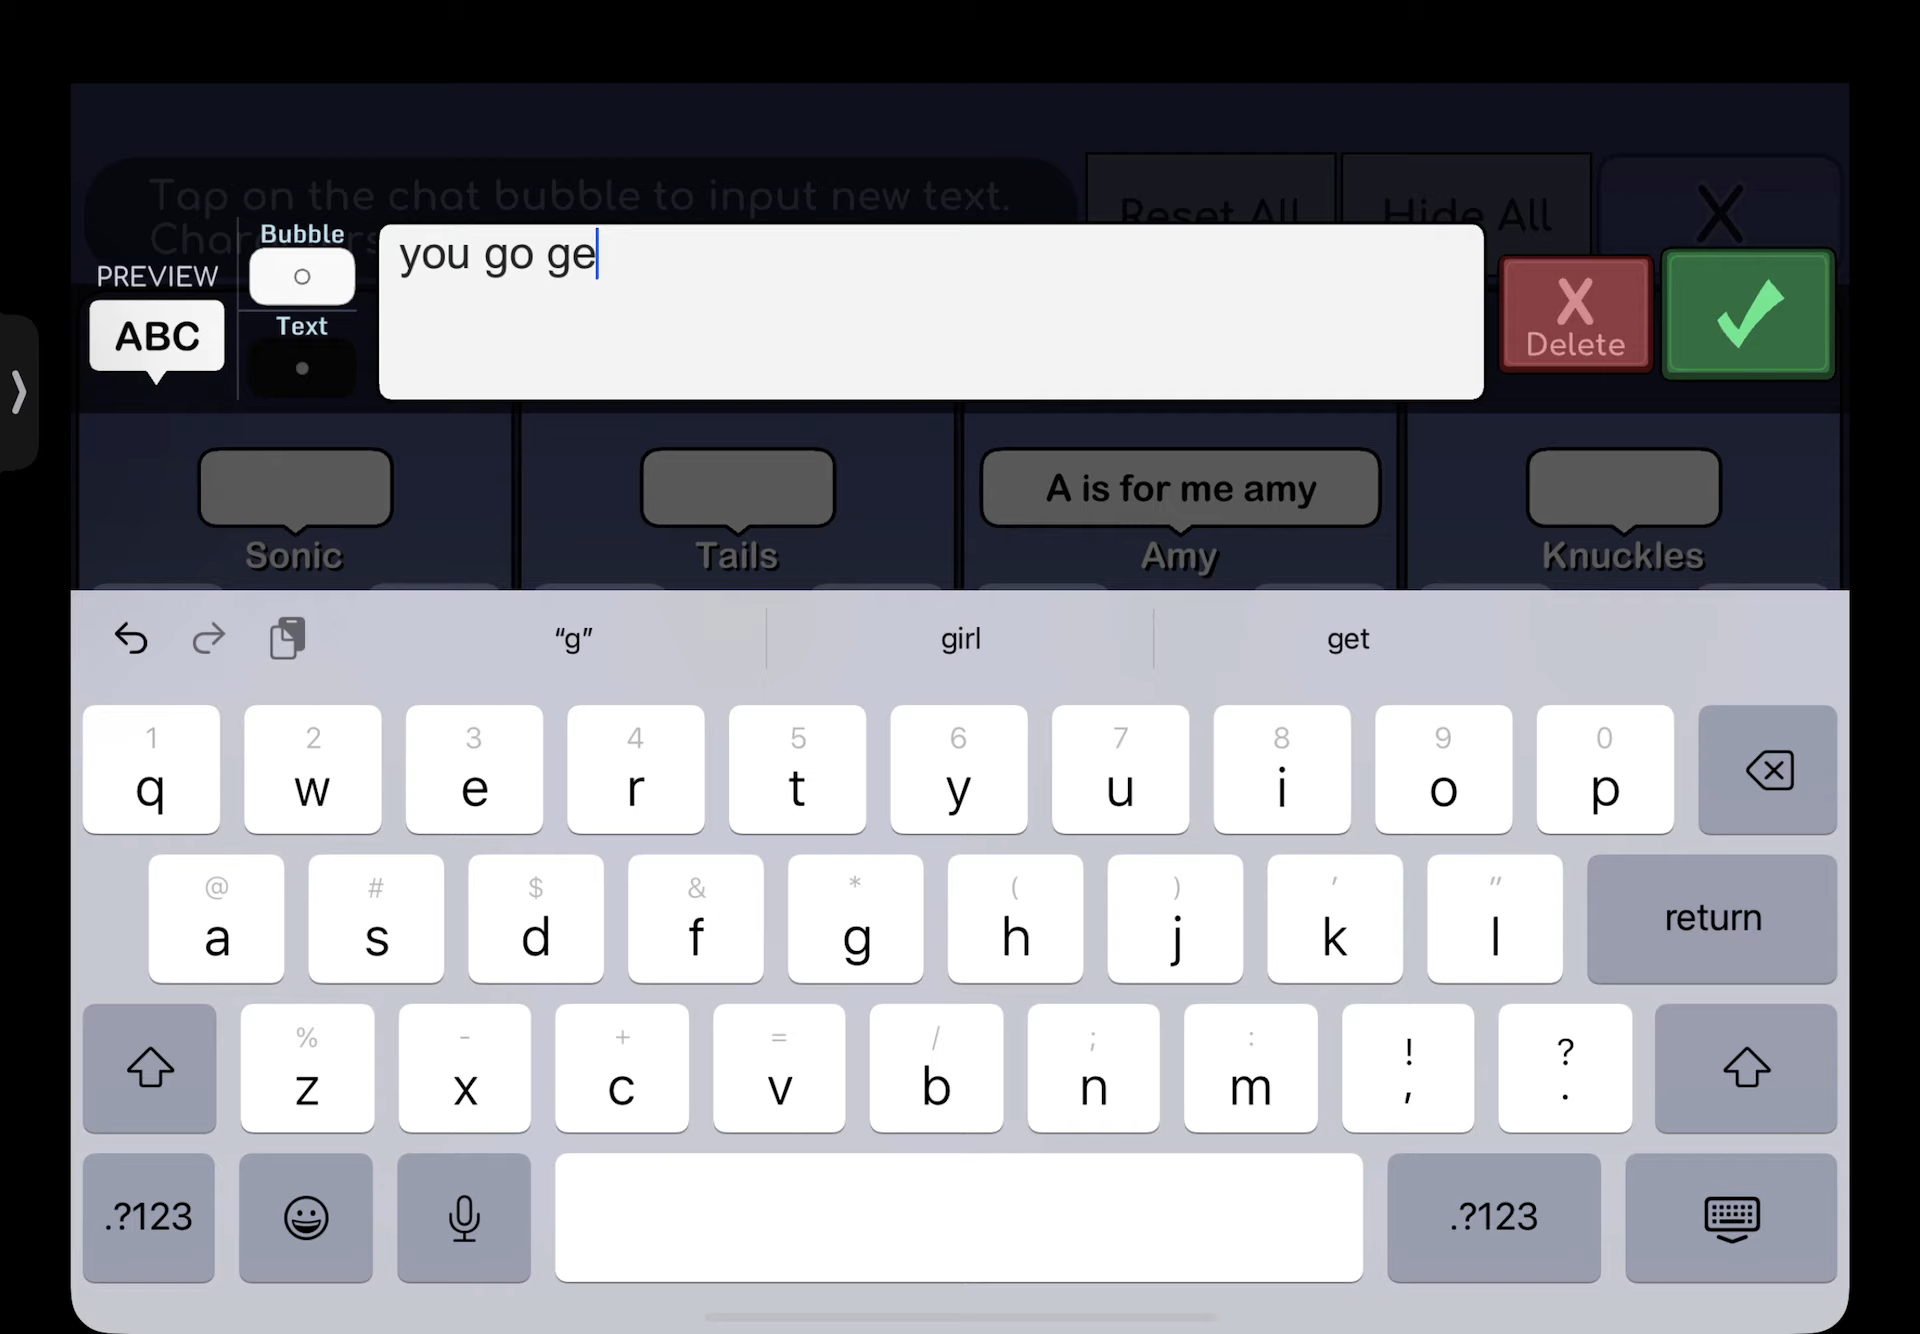 Tap on the chat bubble to input new text.
Reset All
Hide All
X
Bubble
PREVIEW
ABC
Text
you go ge
X
Delete
A is for me amy
Sonic
Tails
Amy
Knuckles
“g”
girl
get
1 2 3 4 5 6 7 8 9 0
q w e r t y u i o p
@ # $ & * ( ) ' "
a s d f g h j k l
return
% - + = / ; : ! ?
z x c v b n m , .
.?123
.?123